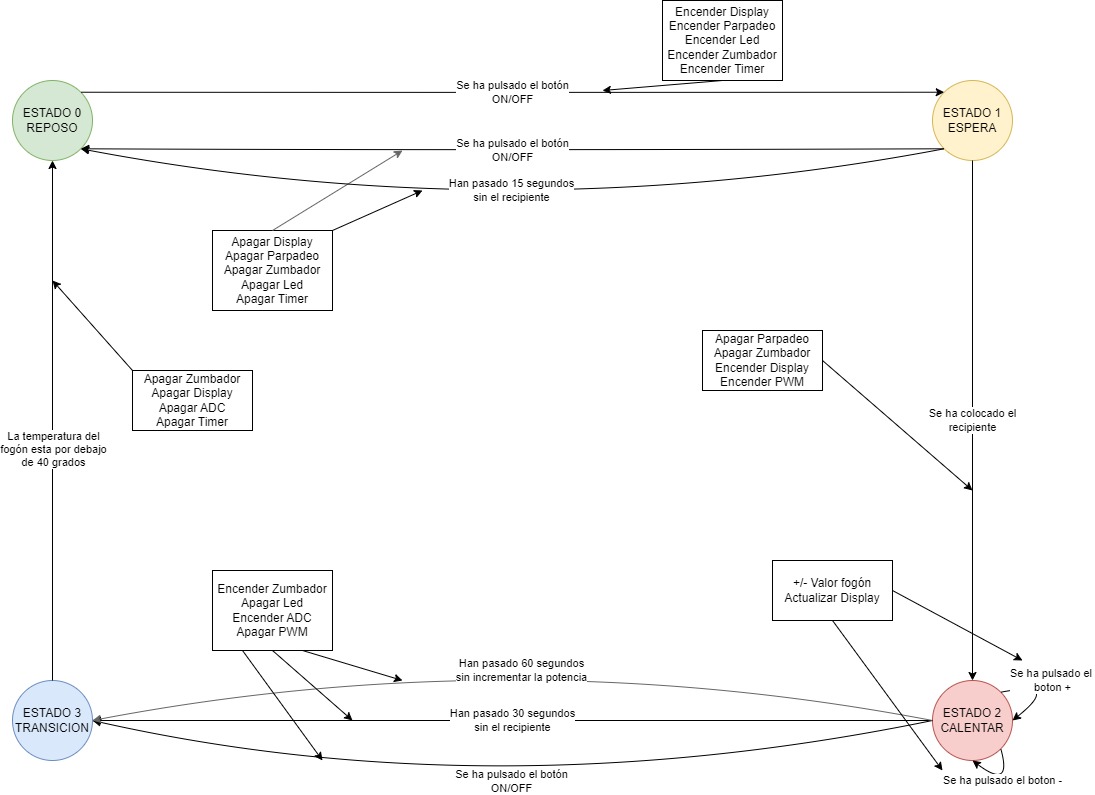 Encender Display
Encender Parpadeo
Encender Led
Encender Zumbador
Encender Timer
Se ha pulsado el botón
ON/OFF
ESTADO 0
REPOSO
ESTADO 1
ESPERA
Se ha pulsado el botón
ON/OFF
Han pasado 15 segundos
sin el recipiente
Apagar Display
Apagar Parpadeo
Apagar Zumbador
Apagar Led
Apagar Timer
Apagar Parpadeo
Apagar Zumbador
Encender Display
Encender PWM
Apagar Zumbador
Apagar Display
Apagar ADC
Apagar Timer
Se ha colocado el
recipiente
La temperatura del
fogón esta por debajo
de 40 grados
Encender Zumbador
Apagar Led
Encender ADC
Apagar PWM
+/- Valor fogón
Actualizar Display
Han pasado 60 segundos
sin incrementar la potencia
Se ha pulsado el
boton +
ESTADO 3
TRANSICION
Han pasado 30 segundos
sin el recipiente
ESTADO 2
CALENTAR
Se ha pulsado el botón
ON/OFF
Se ha pulsado el boton -